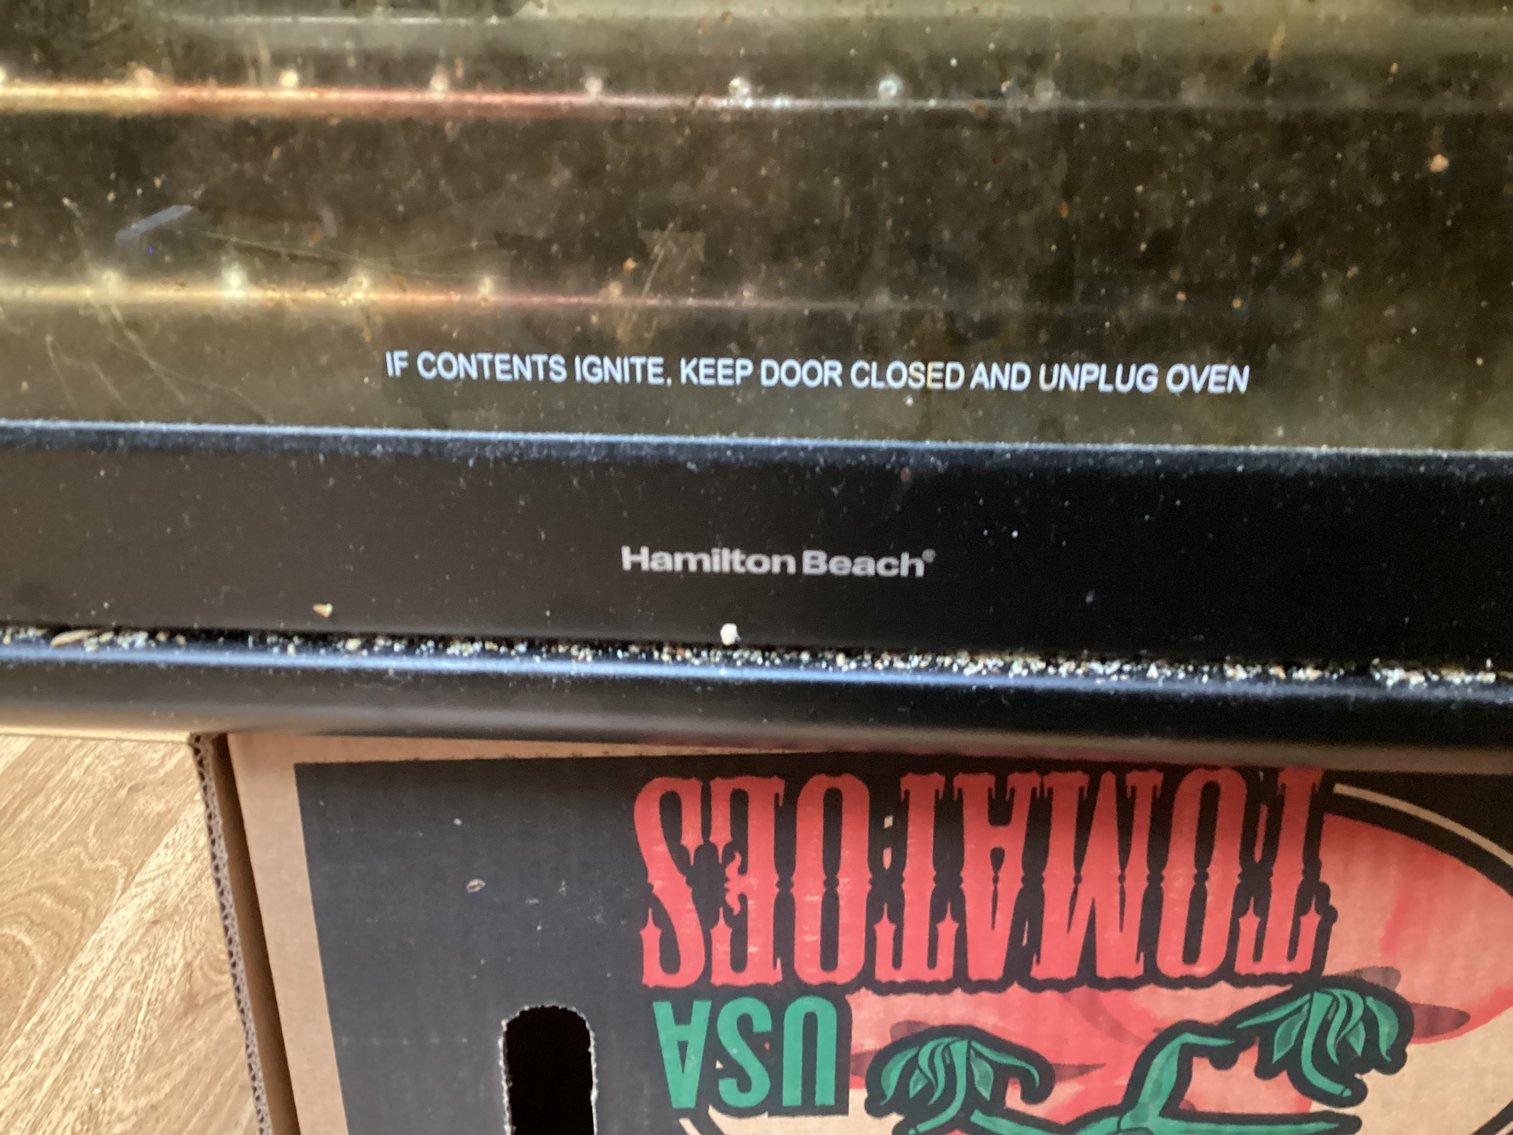 IF CONTENTS IGNITE, KEEP DOOR CLOSED AND UNPLUG OVEN
Hamilton Beach®
TOMATOES
USA